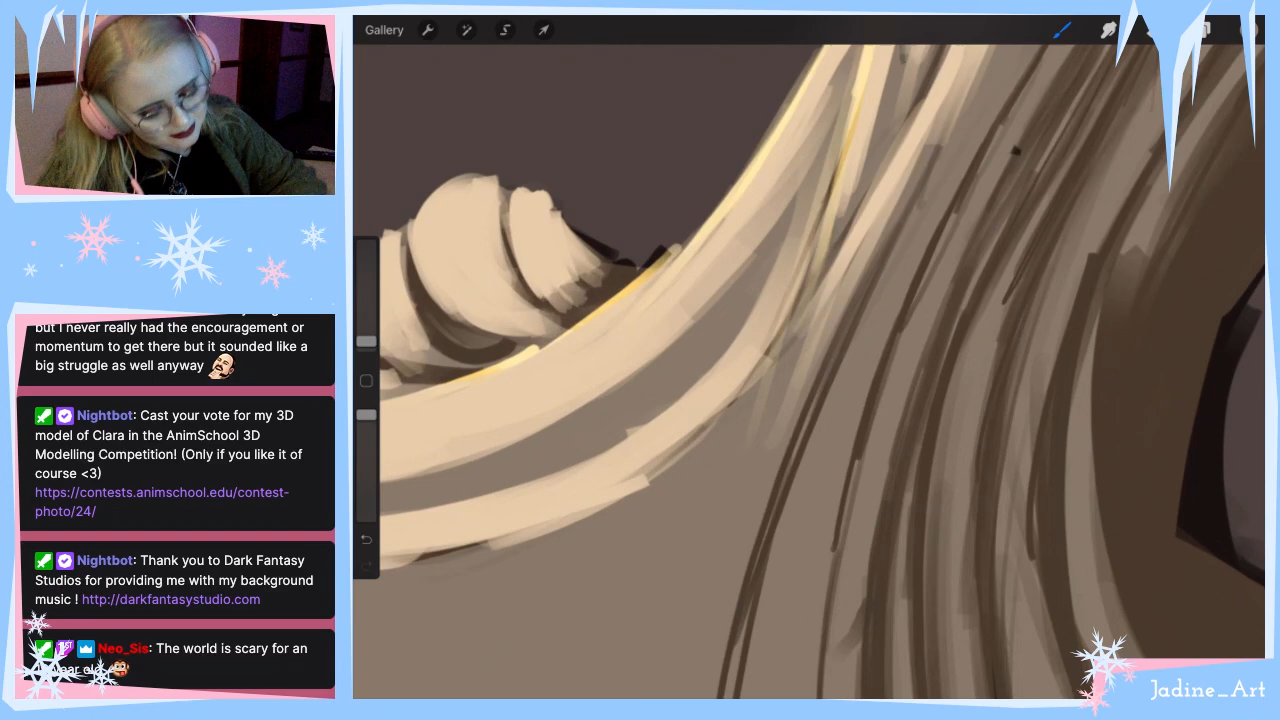 Gallery
but I never really had the encouragement or
momentum to get there but it sounded like a
big struggle as well anyway
Nightbot: Cast your vote for my 3D
model of Clara in the AnimSchool 3D
Modelling Competition! (Only if you like it of
course <3)
https://contests.animschool.edu/contest-
photo/24/
Nightbot: Thank you to Dark Fantasy
Studios for providing me with my background
music ! http://darkfantasystudio.com
Neo_Sis: The world is scary for an
old
Jadine_Art